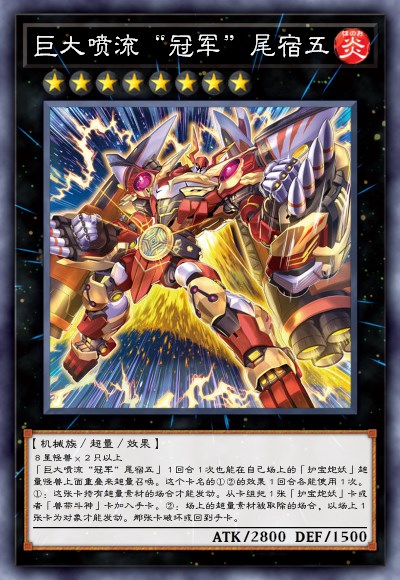 巨大喷流“冠军”尾宿五
炎
ほのお
【机械族／超量／效果】
8星怪兽×2只以上
「巨大喷流“冠军”尾宿五」1回合1次也能在自己场上的「护宝炮妖」超
量怪兽上面重叠来超量召唤。这个卡名的①②的效果1回合各能使用1次。
①：这张卡持有超量素材的场合才能发动。从卡组把1张「护宝炮妖」卡或
者「兽带斗神」卡加入手卡。②：场上的超量素材被取除的场合，以场上1
张卡为对象才能发动。那张卡破坏或回到手卡。
ATK/2800 DEF/1500